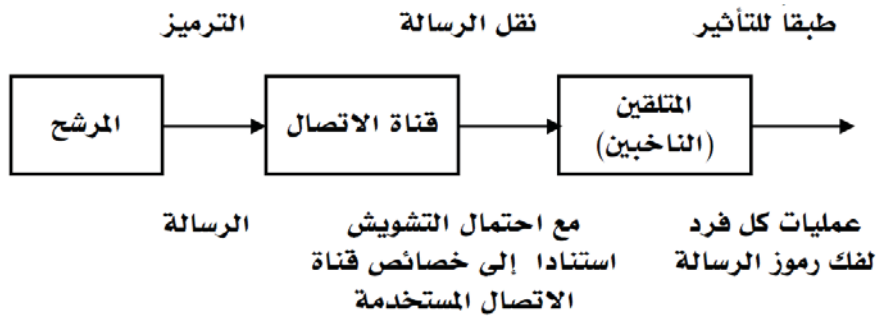 طبقاً للتأثير
نقل الرسالة
الترميز
المرشح
قناة الاتصال
المتلقين
(الناخبين)
الرسالة
مع احتمال التشويش
استنادا إلى خصائص قناة
الاتصال المستخدمة
عمليات كل فرد
لفك رموز الرسالة